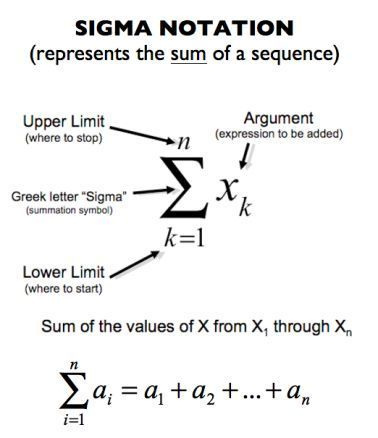 SIGMA NOTATION
(represents the sum of a sequence)
Upper Limit
(where to stop)
Argument
(expression to be added)
n
Greek letter "Sigma"
(summation symbol)
∑ xₖ
k=1
Lower Limit
(where to start)
Sum of the values of X from X₁ through Xₙ
n
∑ aᵢ = a₁ + a₂ + ... + aₙ
i=1